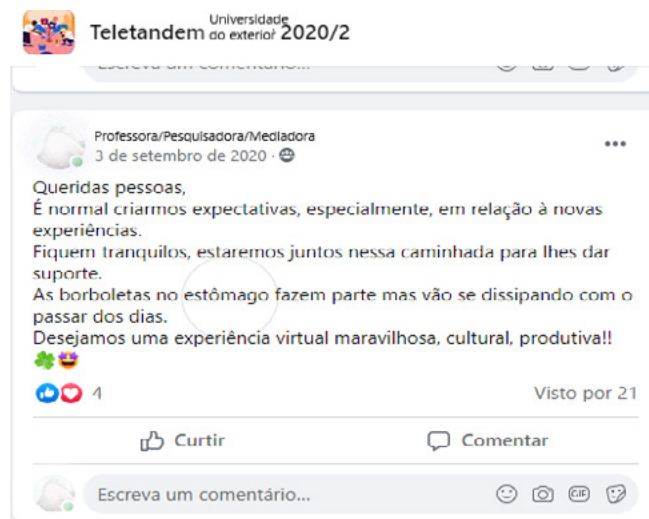 Teletandem Universidade do exterior 2020/2
Escreva um comentário...
Professora/Pesquisadora/Mediadora
3 de setembro de 2020 ·
Queridas pessoas,
É normal criarmos expectativas, especialmente, em relação à novas
experiências.
Fiquem tranquilos, estaremos juntos nessa caminhada para lhes dar
suporte.
As borboletas no estômago fazem parte mas vão se dissipando com o
passar dos dias.
Desejamos uma experiência virtual maravilhosa, cultural, produtiva!!
🍀🤩
4
Visto por 21
Curtir
Comentar
Escreva um comentário...
GIF